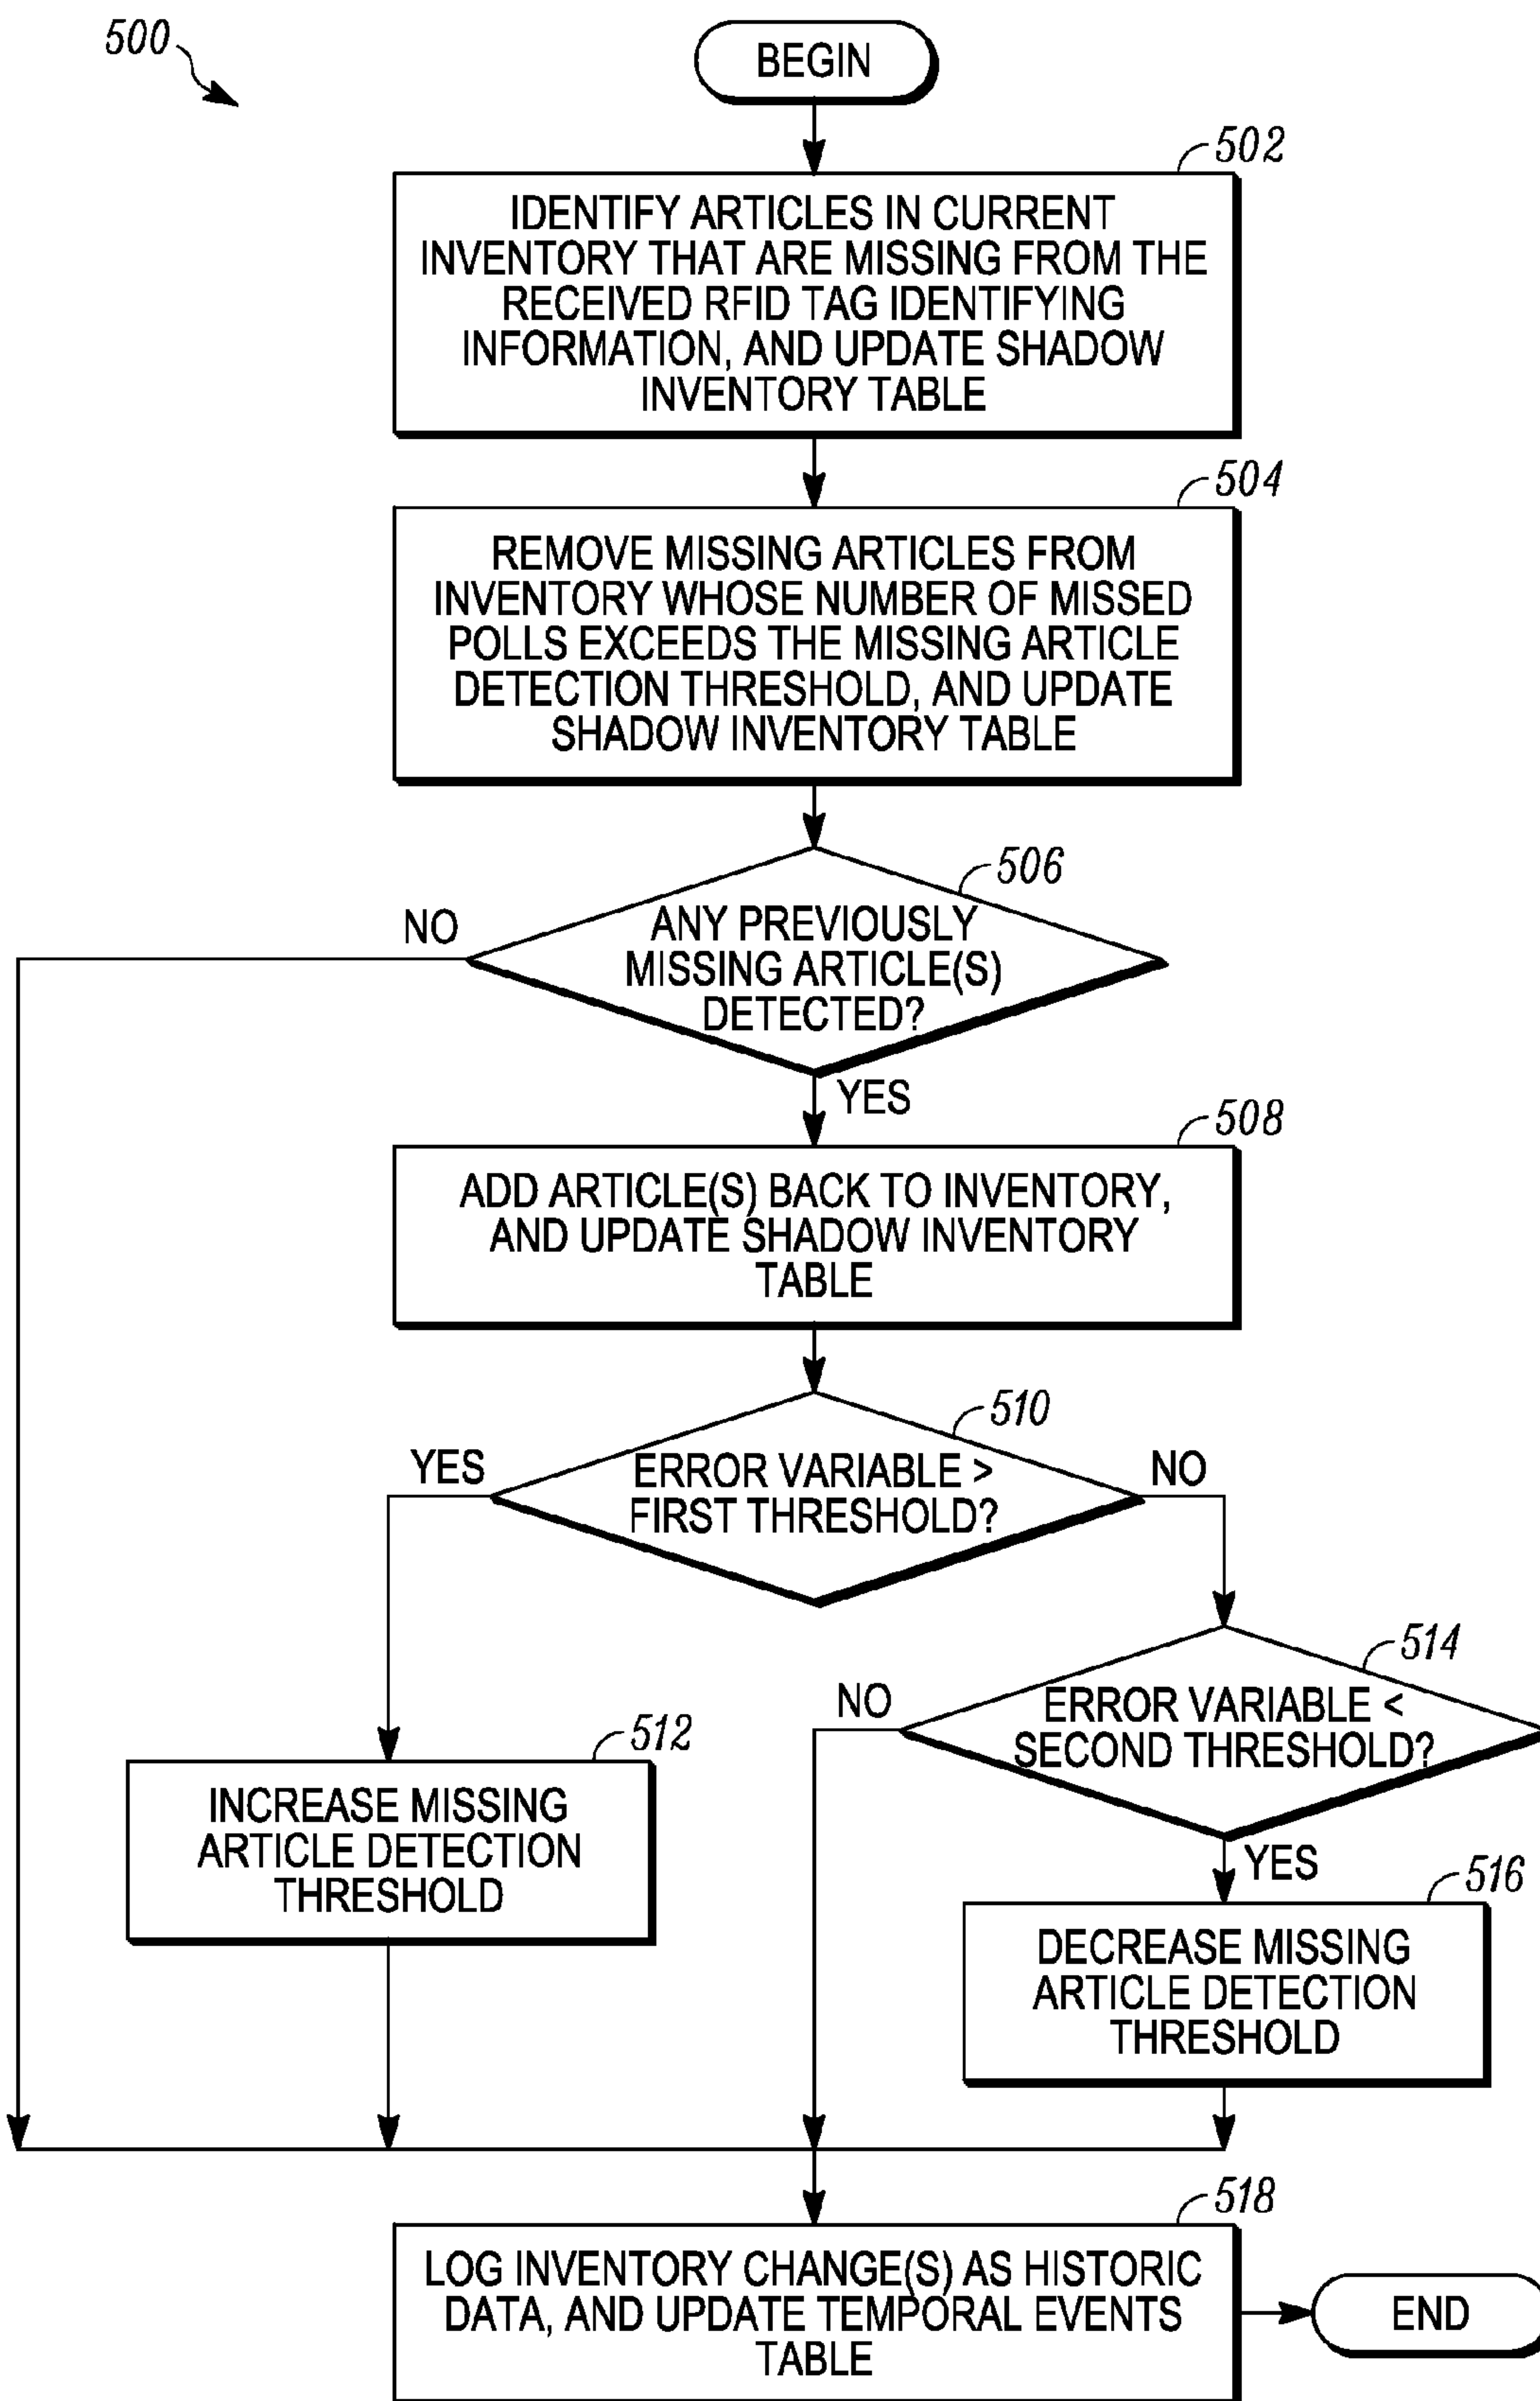 500
BEGIN
502
IDENTIFY ARTICLES IN CURRENT
INVENTORY THAT ARE MISSING FROM THE
RECEIVED RFID TAG IDENTIFYING
INFORMATION, AND UPDATE SHADOW
INVENTORY TABLE
504
REMOVE MISSING ARTICLES FROM
INVENTORY WHOSE NUMBER OF MISSED
POLLS EXCEEDS THE MISSING ARTICLE
DETECTION THRESHOLD, AND UPDATE
SHADOW INVENTORY TABLE
506
NO
ANY PREVIOUSLY
MISSING ARTICLE(S)
DETECTED?
YES
508
ADD ARTICLE(S) BACK TO INVENTORY,
AND UPDATE SHADOW INVENTORY
TABLE
510
YES
ERROR VARIABLE >
FIRST THRESHOLD?
NO
514
NO
ERROR VARIABLE <
SECOND THRESHOLD?
512
INCREASE MISSING
ARTICLE DETECTION
THRESHOLD
YES
516
DECREASE MISSING
ARTICLE DETECTION
THRESHOLD
518
LOG INVENTORY CHANGE(S) AS HISTORIC
DATA, AND UPDATE TEMPORAL EVENTS
TABLE
END